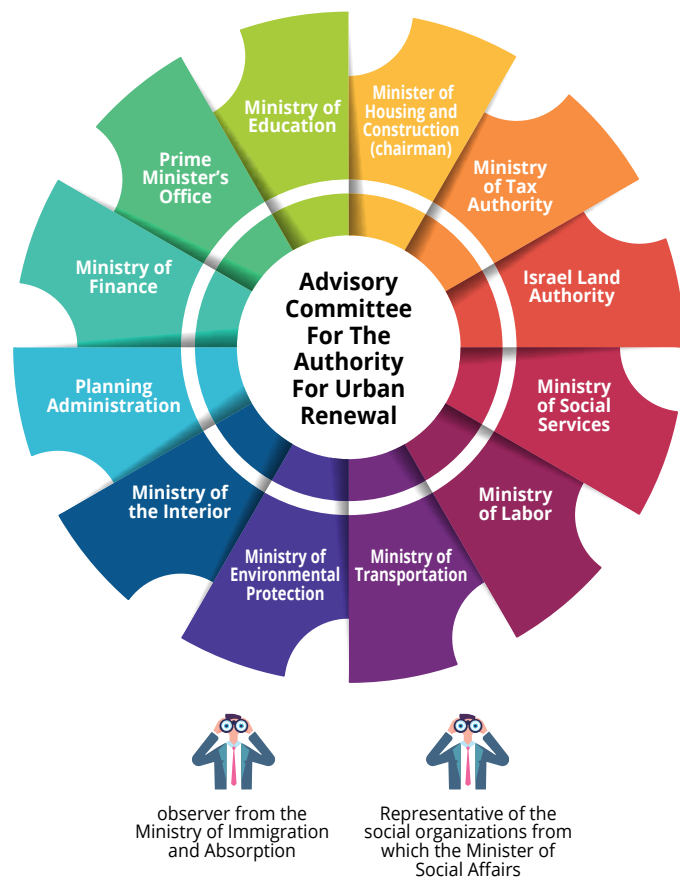 Advisory
Committee
For The
Authority
For Urban
Renewal
Minister of
Housing and
Construction
(chairman)
Ministry
of Tax
Authority
Israel Land
Authority
Ministry
of Social
Services
Ministry
of Labor
Ministry of
Transportation
Ministry of
Environmental
Protection
Ministry of
the Interior
Planning
Administration
Ministry of
Finance
Prime
Minister's
Office
Ministry of
Education
observer from the
Ministry of Immigration
and Absorption
Representative of the
social organizations from
which the Minister of
Social Affairs